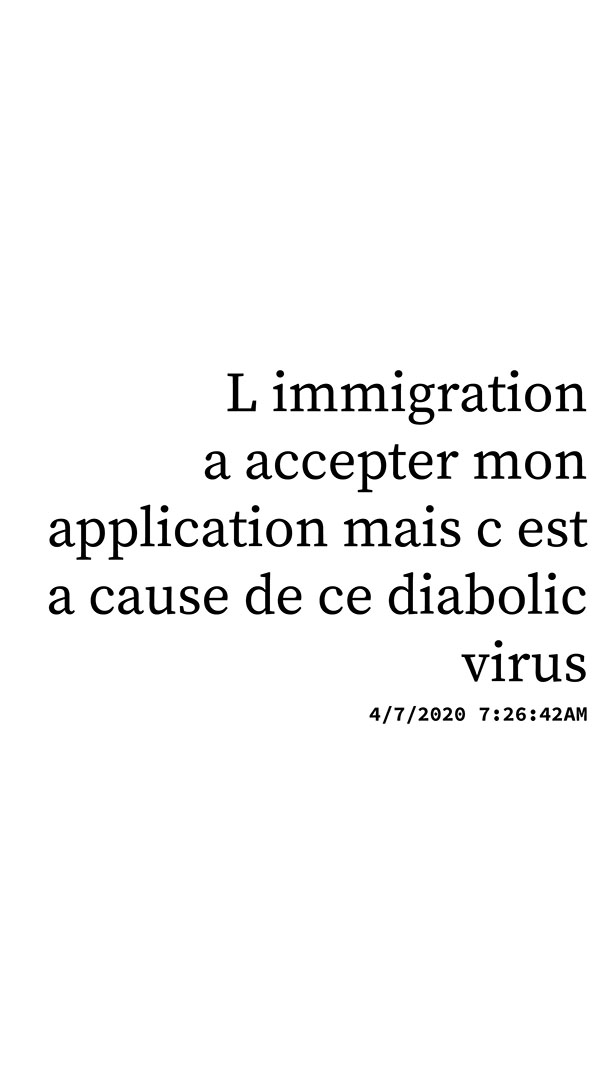 L immigration
a accepter mon
application mais c est
a cause de ce diabolic
virus
4/7/2020 7:26:42AM